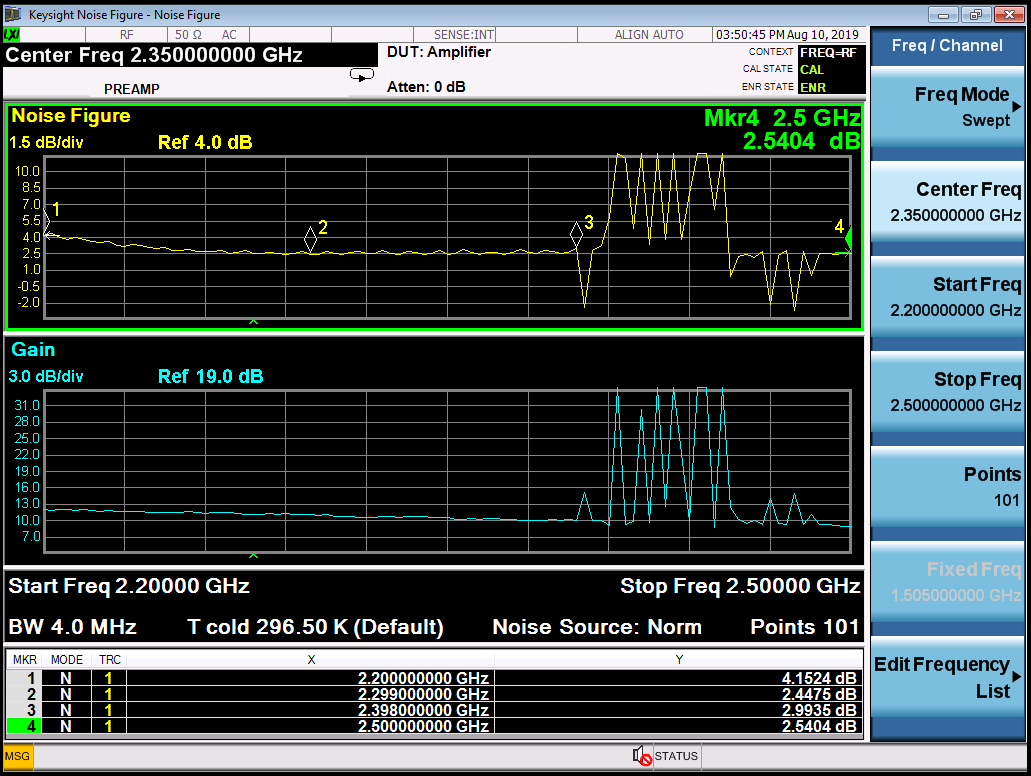 Keysight Noise Figure - Noise Figure
LXI RF 50 Ω AC SENSE:INT ALIGN AUTO 03:50:45 PM Aug 10, 2019
Center Freq 2.350000000 GHz
PREAMP
DUT: Amplifier
Atten: 0 dB
CONTEXT FREQ=RF
CAL STATE CAL
ENR STATE ENR
Noise Figure
1.5 dB/div Ref 4.0 dB
Mkr4 2.5 GHz
2.5404 dB
10.0
8.5
7.0
5.5
4.0
2.5
1.0
-0.5
-2.0
1
2
3
4
Gain
3.0 dB/div Ref 19.0 dB
31.0
28.0
25.0
22.0
19.0
16.0
13.0
10.0
7.0
Start Freq 2.20000 GHz Stop Freq 2.50000 GHz
BW 4.0 MHz T cold 296.50 K (Default) Noise Source: Norm Points 101
MKR MODE TRC X Y
1 N 1 2.200000000 GHz 4.1524 dB
2 N 1 2.299000000 GHz 2.4475 dB
3 N 1 2.398000000 GHz 2.9935 dB
4 N 1 2.500000000 GHz 2.5404 dB
MSG STATUS
Freq / Channel
Freq Mode
Swept
Center Freq
2.350000000 GHz
Start Freq
2.200000000 GHz
Stop Freq
2.500000000 GHz
Points
101
Fixed Freq
1.505000000 GHz
Edit Frequency
List